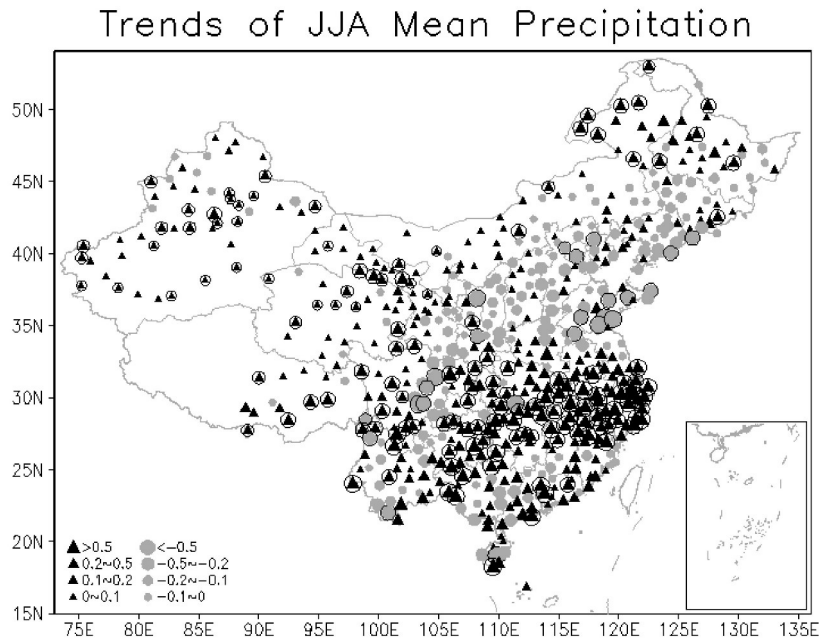 Trends of JJA Mean Precipitation
50N
45N
40N
35N
30N
25N
20N
15N
>0.5 <-0.5
0.2~0.5 -0.5~-0.2
0.1~0.2 -0.2~-0.1
0~0.1 -0.1~0
75E 80E 85E 90E 95E 100E 105E 110E 115E 120E 125E 130E 135E